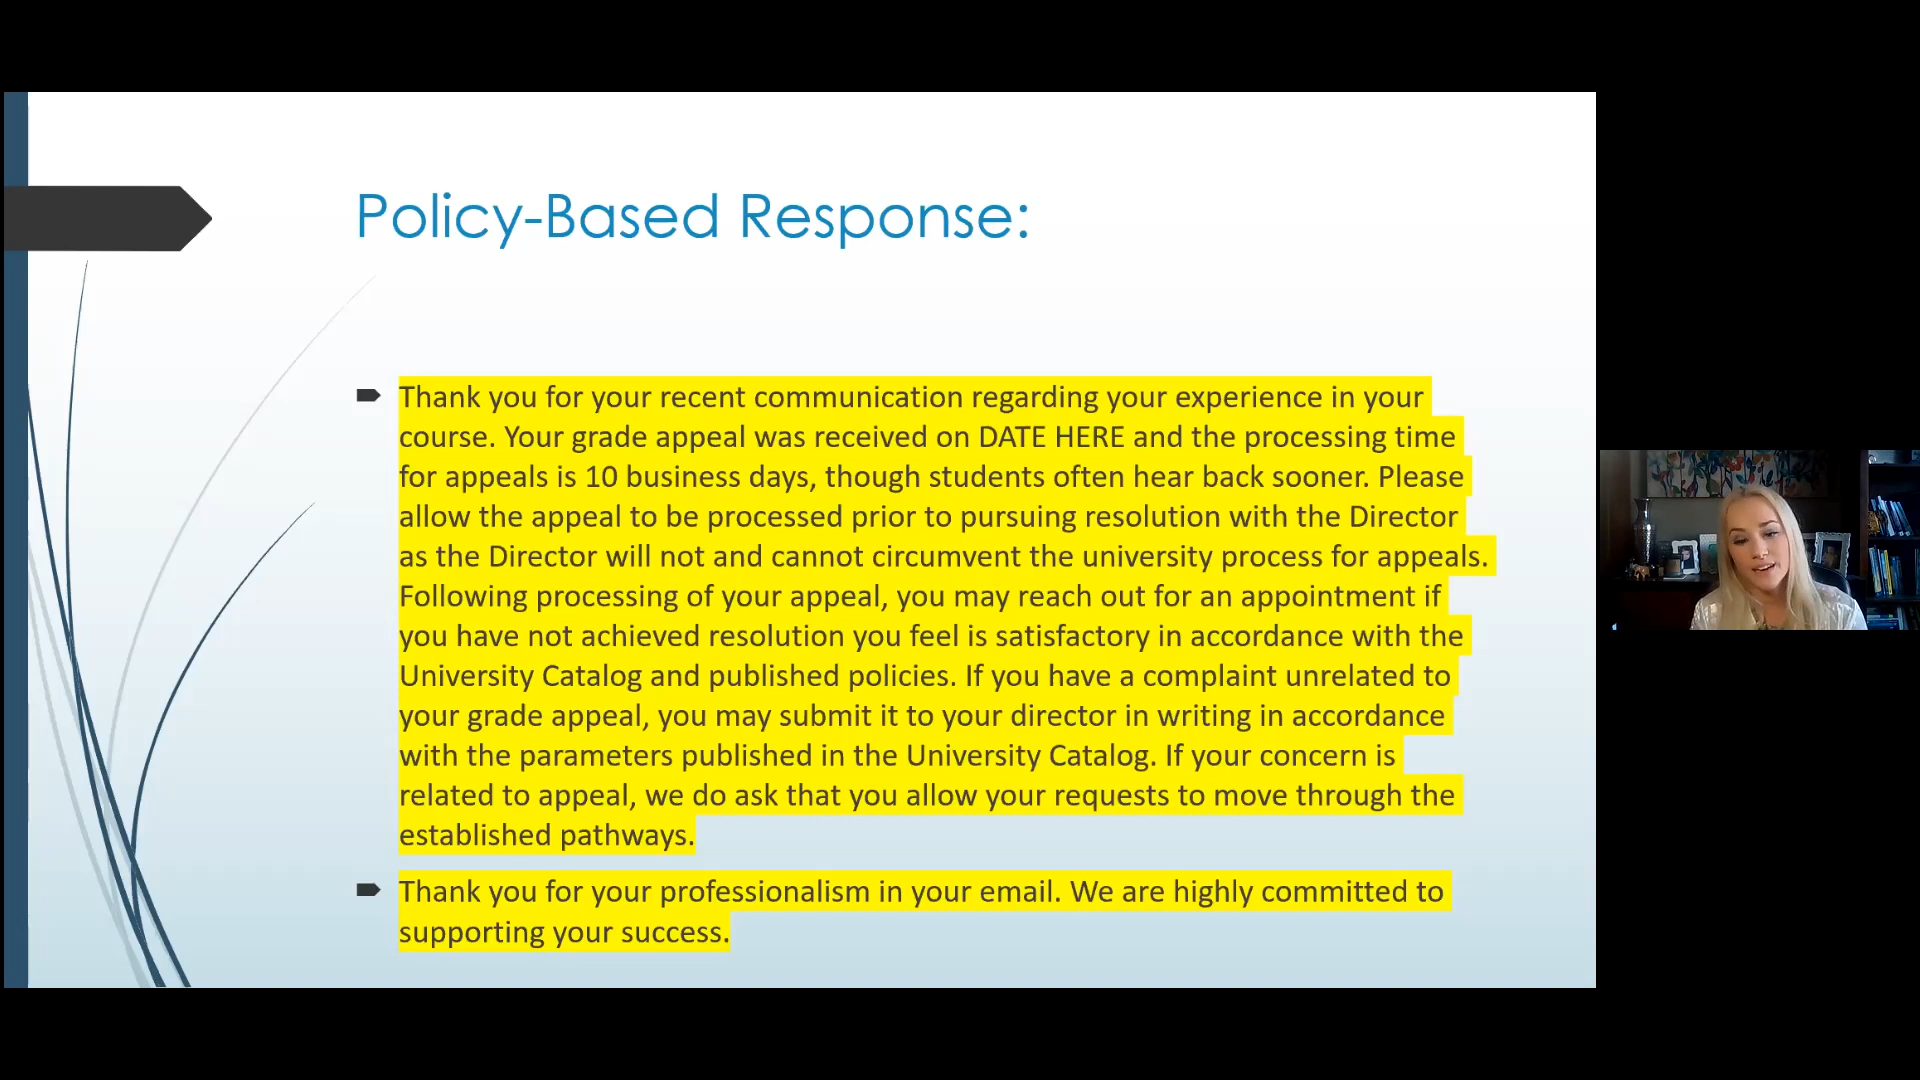 Policy-Based Response:
Thank you for your recent communication regarding your experience in your
course. Your grade appeal was received on DATE HERE and the processing time
for appeals is 10 business days, though students often hear back sooner. Please
allow the appeal to be processed prior to pursuing resolution with the Director
as the Director will not and cannot circumvent the university process for appeals.
Following processing of your appeal, you may reach out for an appointment if
you have not achieved resolution you feel is satisfactory in accordance with the
University Catalog and published policies. If you have a complaint unrelated to
your grade appeal, you may submit it to your director in writing in accordance
with the parameters published in the University Catalog. If your concern is
related to appeal, we do ask that you allow your requests to move through the
established pathways.
Thank you for your professionalism in your email. We are highly committed to
supporting your success.